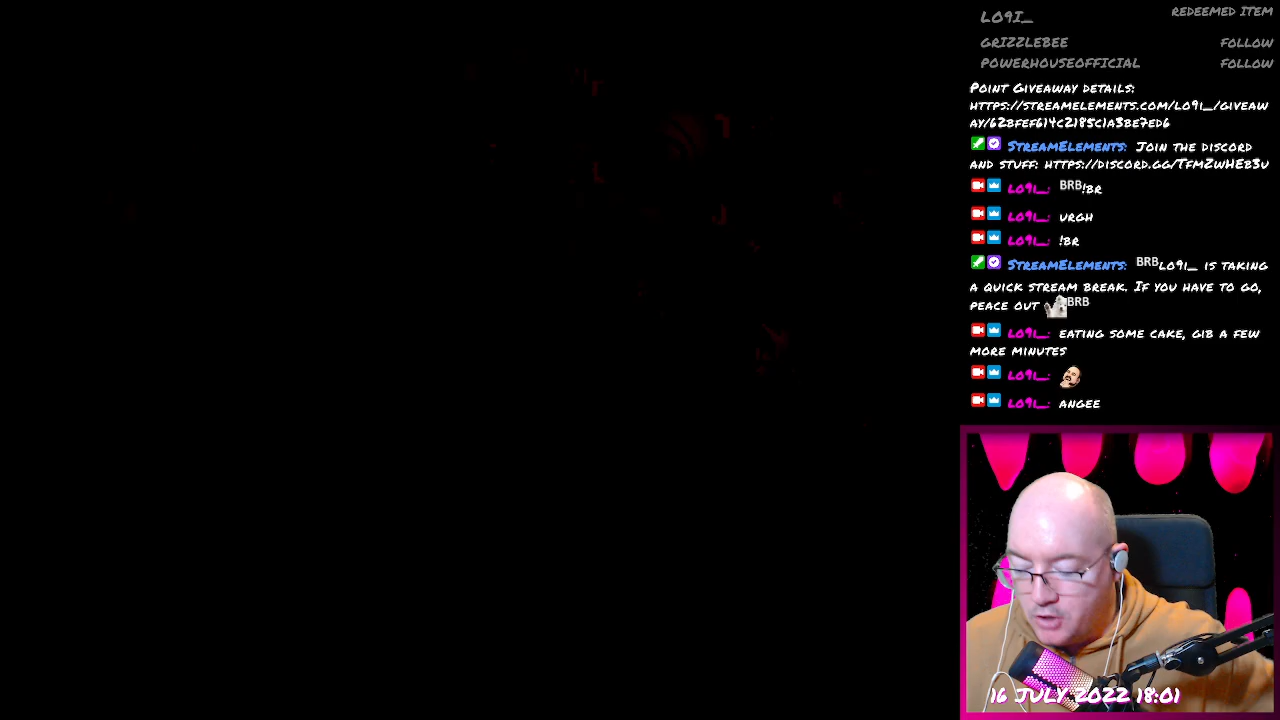 LO9I_ REDEEMED ITEM
GRIZZLEBEE FOLLOW
POWERHOUSEOFFICIAL FOLLOW
POINT GIVEAWAY DETAILS:
HTTPS://STREAMELEMENTS.COM/LO9I_/GIVEAW
AY/62BFEF614C2185C1A3BE7ED6
STREAMELEMENTS: JOIN THE DISCORD
AND STUFF: HTTPS://DISCORD.GG/TFMZWHEB3U
LO9I_: BRB!BR
LO9I_: URGH
LO9I_: !BR
STREAMELEMENTS: BRBLO9I_ IS TAKING
A QUICK STREAM BREAK. IF YOU HAVE TO GO,
PEACE OUT BRB
LO9I_: EATING SOME CAKE, GIB A FEW
MORE MINUTES
LO9I_:
LO9I_: ANGEE
16 JULY 2022 18:01